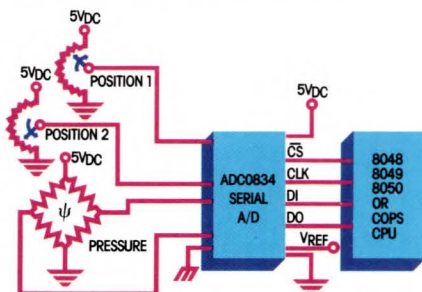 5VDC
POSITION 1
5VDC
POSITION 2
5VDC
ψ
PRESSURE
ADC0834
SERIAL
A/D
5VDC
CS
CLK
DI
DO
VREF
8048
8049
8050
OR
COPS
CPU